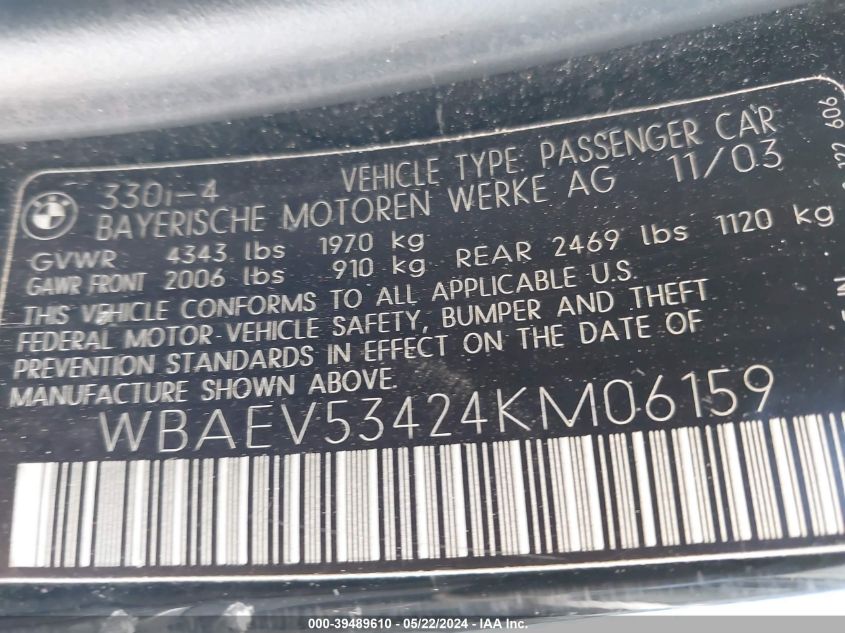 330i-4 VEHICLE TYPE PASSENGER CAR
BAYERISCHE MOTOREN WERKE AG 11/03
GVWR 4343 lbs 1970 kg
GAWR FRONT 2006 lbs 910 kg REAR 2469 lbs 1120 kg
THIS VEHICLE CONFORMS TO ALL APPLICABLE U.S.
FEDERAL MOTOR-VEHICLE SAFETY, BUMPER AND THEFT
PREVENTION STANDARDS IN EFFECT ON THE DATE OF
MANUFACTURE SHOWN ABOVE.
WBAEV53424KM06159
606
000-39489610 - 05/22/2024 - IAA Inc.